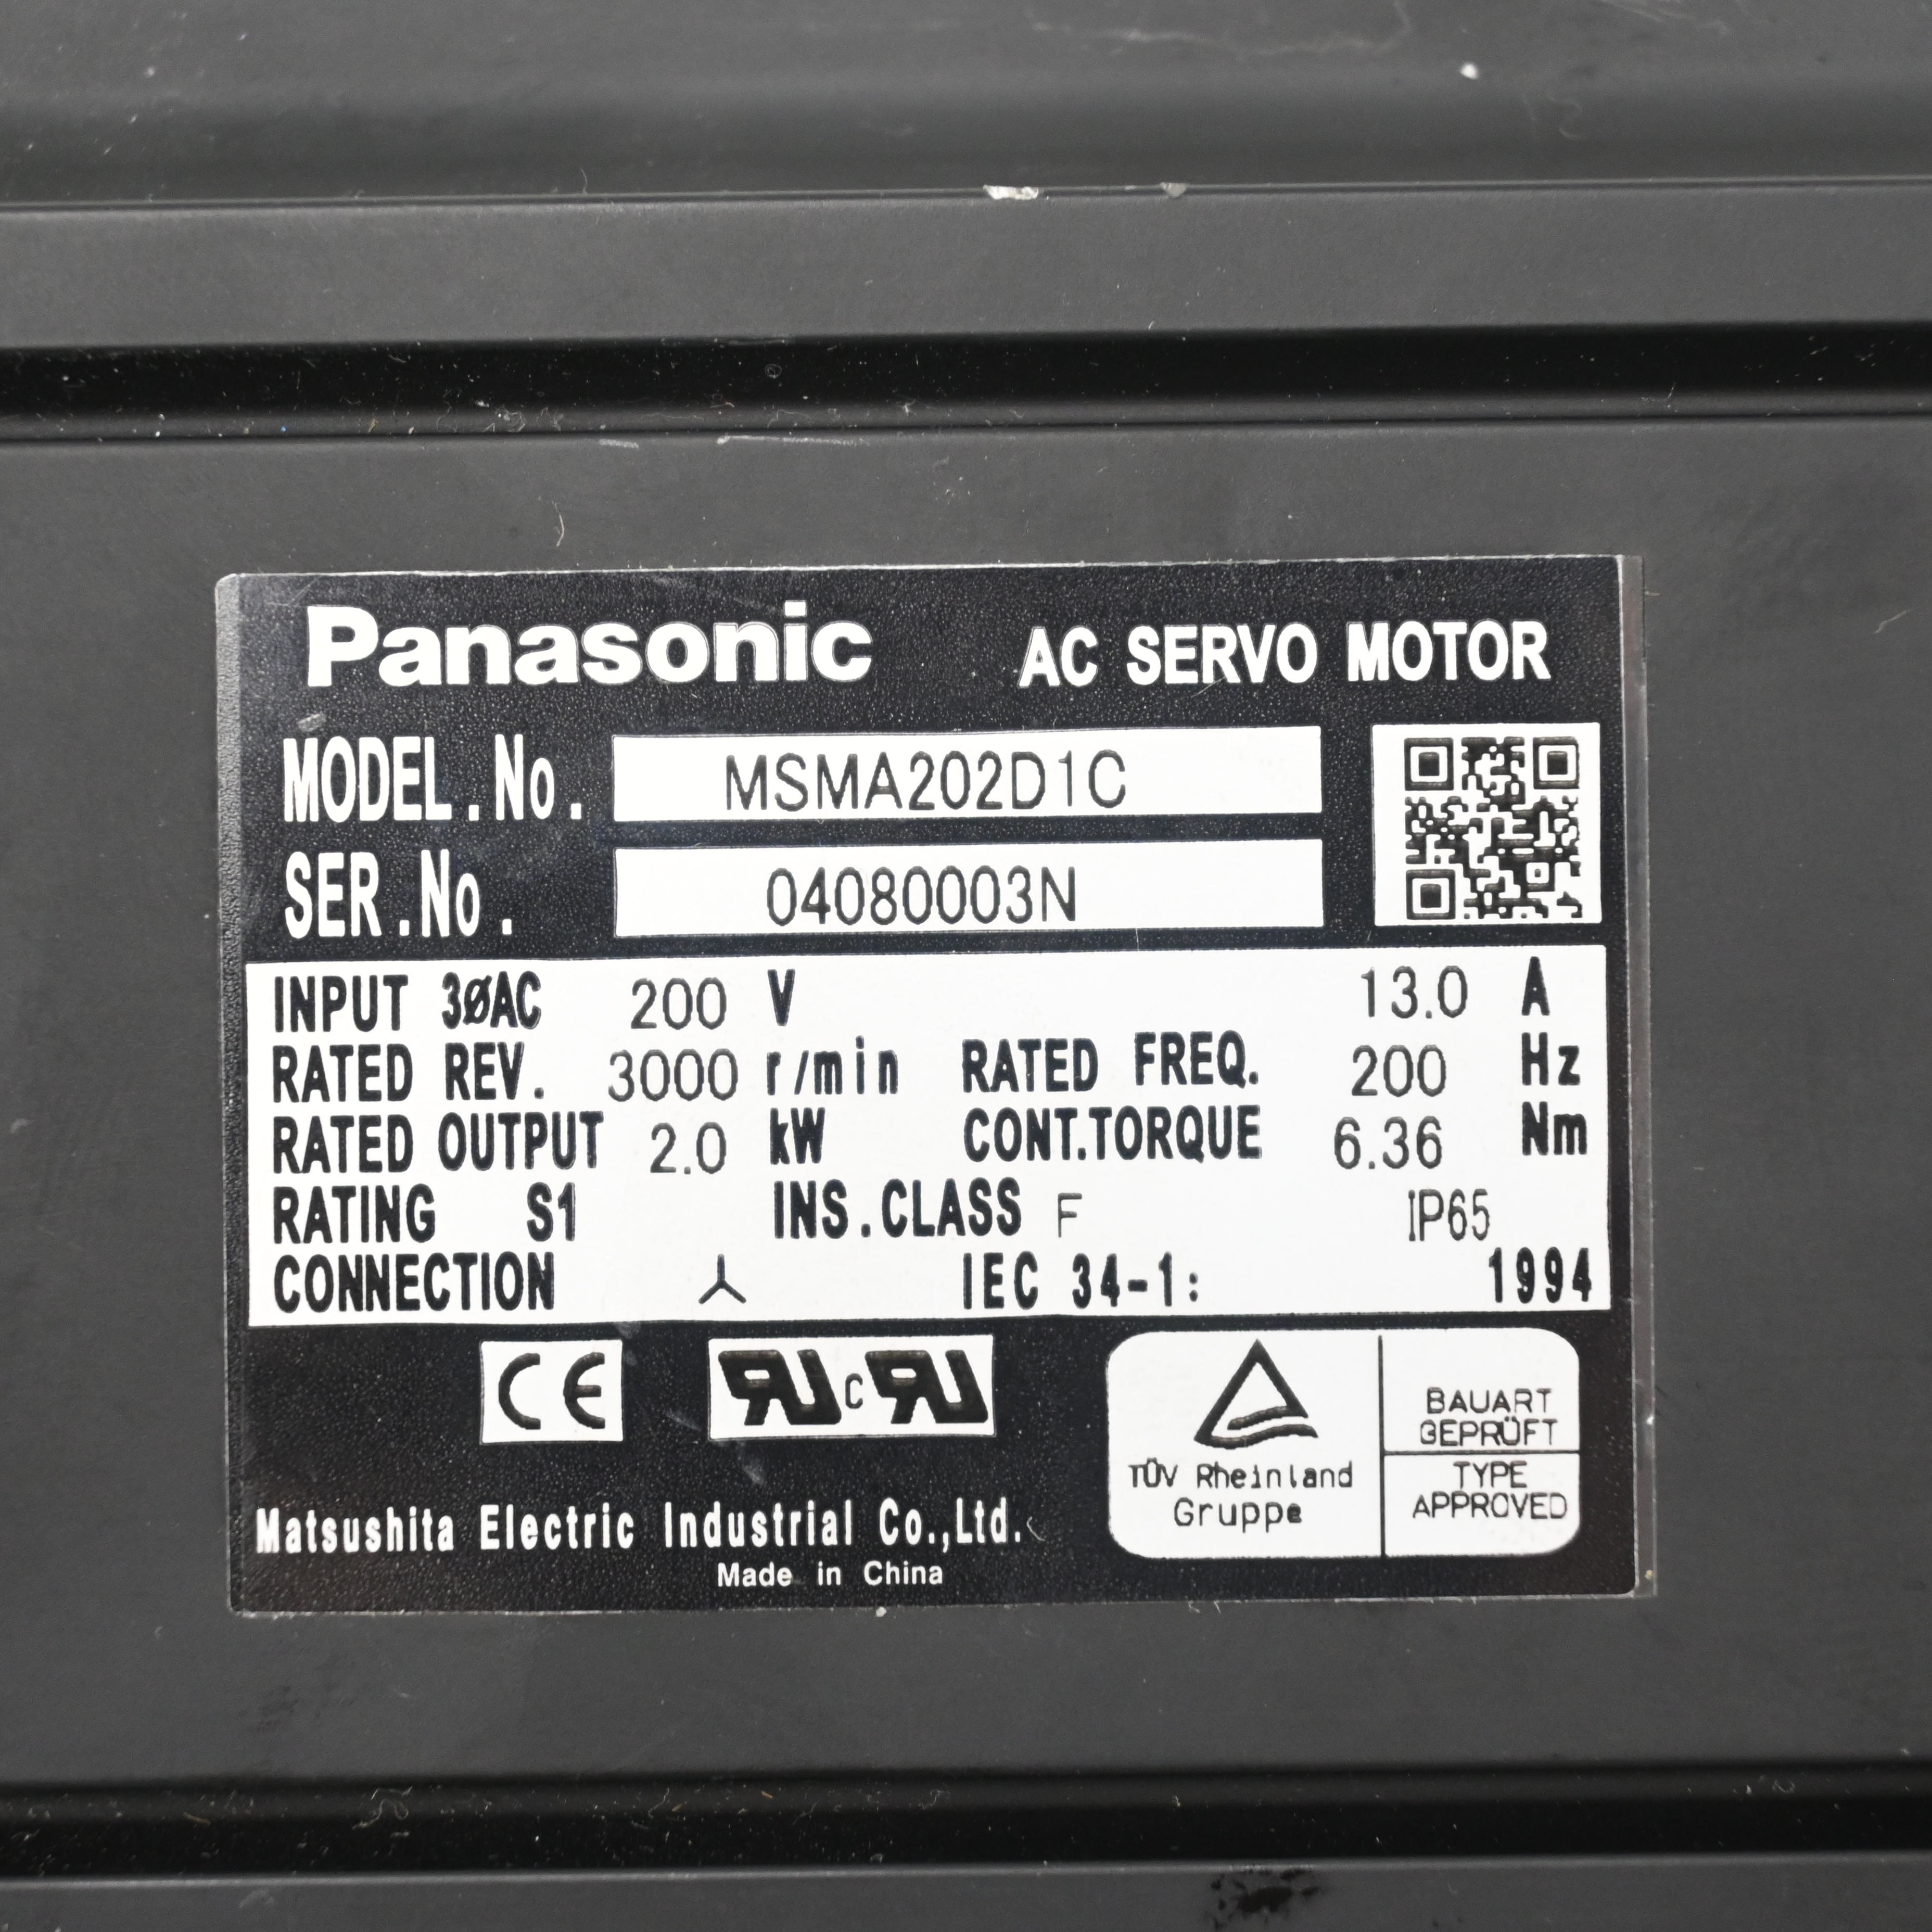 Panasonic AC SERVO MOTOR
MODEL.No. MSMA202D1C
SER.No. 04080003N
INPUT 3øAC 200 V 13.0 A
RATED REV. 3000 r/min RATED FREQ. 200 Hz
RATED OUTPUT 2.0 kW CONT.TORQUE 6.36 Nm
RATING S1 INS.CLASS F IP65
CONNECTION IEC 34-1: 1994
CE
RU c RU
TÜV Rheinland
Gruppe
BAUART
GEPRÜFT
TYPE
APPROVED
Matsushita Electric Industrial Co.,Ltd.
Made in China